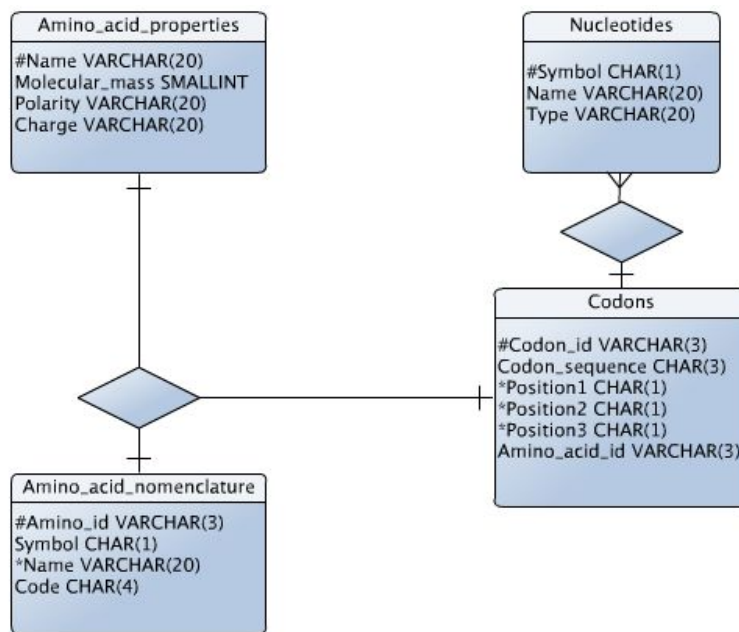 Amino_acid_properties
#Name VARCHAR(20)
Molecular_mass SMALLINT
Polarity VARCHAR(20)
Charge VARCHAR(20)
Nucleotides
#Symbol CHAR(1)
Name VARCHAR(20)
Type VARCHAR(20)
Codons
#Codon_id VARCHAR(3)
Codon_sequence CHAR(3)
*Position1 CHAR(1)
*Position2 CHAR(1)
*Position3 CHAR(1)
Amino_acid_id VARCHAR(3)
Amino_acid_nomenclature
#Amino_id VARCHAR(3)
Symbol CHAR(1)
*Name VARCHAR(20)
Code CHAR(4)